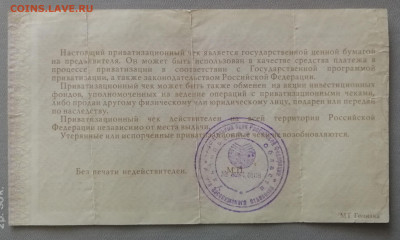 COINS.LAVE.RU
Настоящий приватизационный чек является государственной ценной бумагой
на предъявителя. Он может быть использован в качестве средства платежа в
процессе приватизации в соответствии с Государственной программой
приватизации, а также законодательством Российской Федерации.
Приватизационный чек может быть также обменен на акции инвестиционных
фондов, уполномоченных на ведение операций с приватизационными чеками,
либо продан другому физическому или юридическому лицу, подарен или передан
по наследству.
Приватизационный чек действителен на всей территории Российской
Федерации независимо от места выдачи.
Утерянные или испорченные приватизационные чеки не возобновляются.
М.П.
Без печати недействителен.